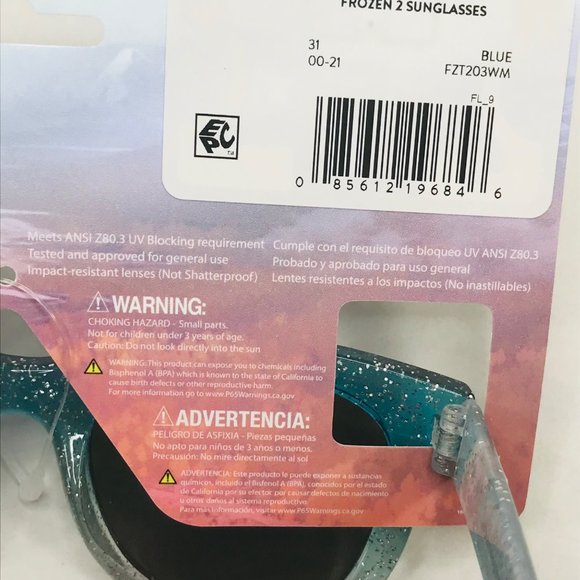 FROZEN 2 SUNGLASSES
31 BLUE
00-21 FZT203WM
FL_9
EPC™
0 85612 19684 6
Meets ANSI Z80.3 UV Blocking requirement
Tested and approved for general use
Impact-resistant lenses (Not Shatterproof)
Cumple con el requisito de bloqueo UV ANSI Z80.3
Probado y aprobado para uso general
Lentes resistentes a los impactos (No inastillables)
WARNING:
CHOKING HAZARD - Small parts.
Not for children under 3 years of age.
Caution: Do not look directly into the sun
WARNING: This product can expose you to chemicals including
Bisphenol A (BPA) which is known to the state of California to
cause birth defects or other reproductive harm.
For more information go to www.P65Warnings.ca.gov
ADVERTENCIA:
PELIGRO DE ASFIXIA - Piezas pequeñas
No apto para niños de 3 años o menos.
Precaución: No mire directamente al sol
ADVERTENCIA: Este producto le puede exponer a sustancias
químicas, incluido el Bisfenol A (BPA), conocidos por el estado
de California por su efecto por causar defectos de nacimiento
u otros daños al sistema reproductivo.
Para más información, visitar www.P65Warnings.ca.gov